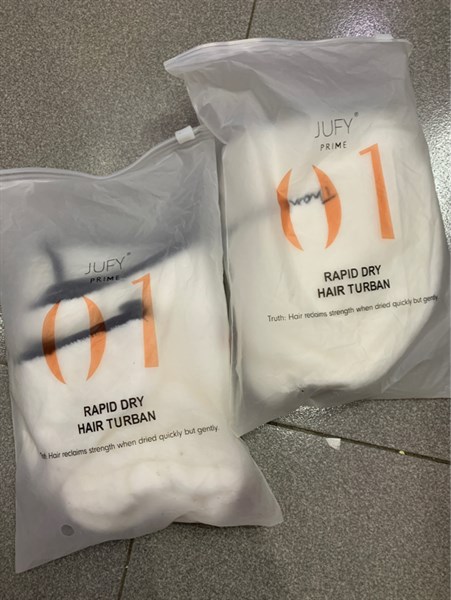 JUFY
PRIME
01
RAPID DRY
HAIR TURBAN
Hair reclaims strength when dried quickly but gently.
JUFY®
PRIME
01
RAPID DRY
HAIR TURBAN
Truth: Hair reclaims strength when dried quickly but gently